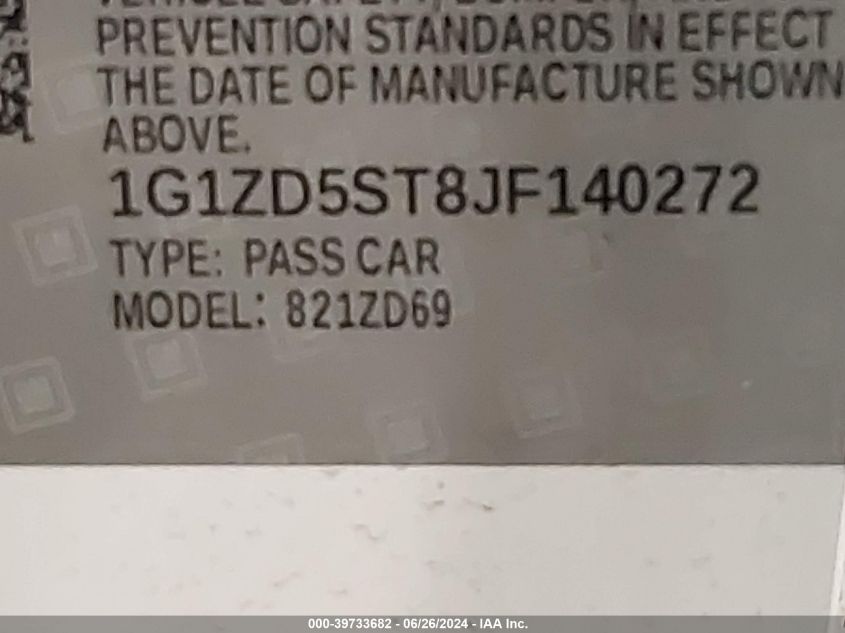 PREVENTION STANDARDS IN EFFECT
THE DATE OF MANUFACTURE SHOWN
ABOVE.
1G1ZD5ST8JF140272
TYPE: PASS CAR
MODEL: 821ZD69
000-39733682 - 06/26/2024 - IAA Inc.